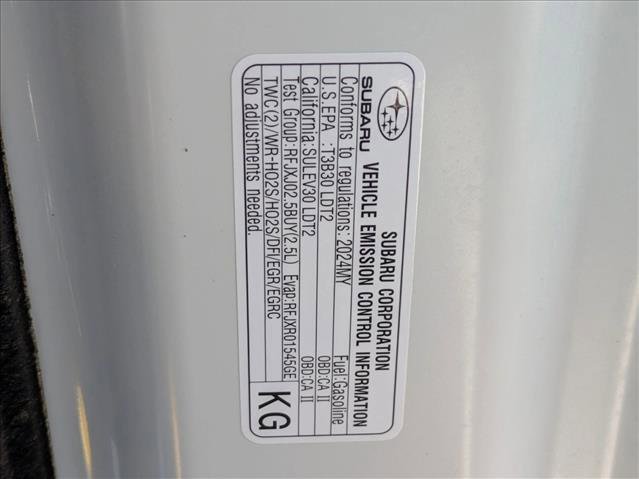 SUBARU CORPORATION
SUBARU VEHICLE EMISSION CONTROL INFORMATION
Conforms to regulations: 2024MY Fuel:Gasoline
U.S.EPA :T3B30 LDT2 OBD:CA II
California:SULEV30 LDT2 OBD:CA II
Test Group:RFJXJ02.5BUY(2.5L) Evap:RFJXR01545GE
TWC(2)/WR-HO2S/HO2S/DFI/EGR/EGRC
No adjustments needed.
KG